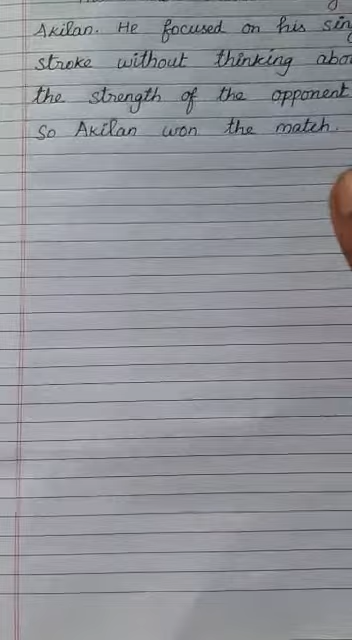 Akilan. He focused on his
stroke without thinking
the strength of the opponent
So Akilan won the match.